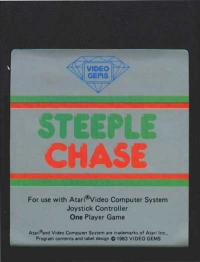 VIDEO
GEMS
STEEPLE
CHASE
For use with Atari® Video Computer System
Joystick Controller
One Player Game
Atari® and Video Computer System are trademarks of Atari Inc.
Program contents and label design © 1983 VIDEO GEMS